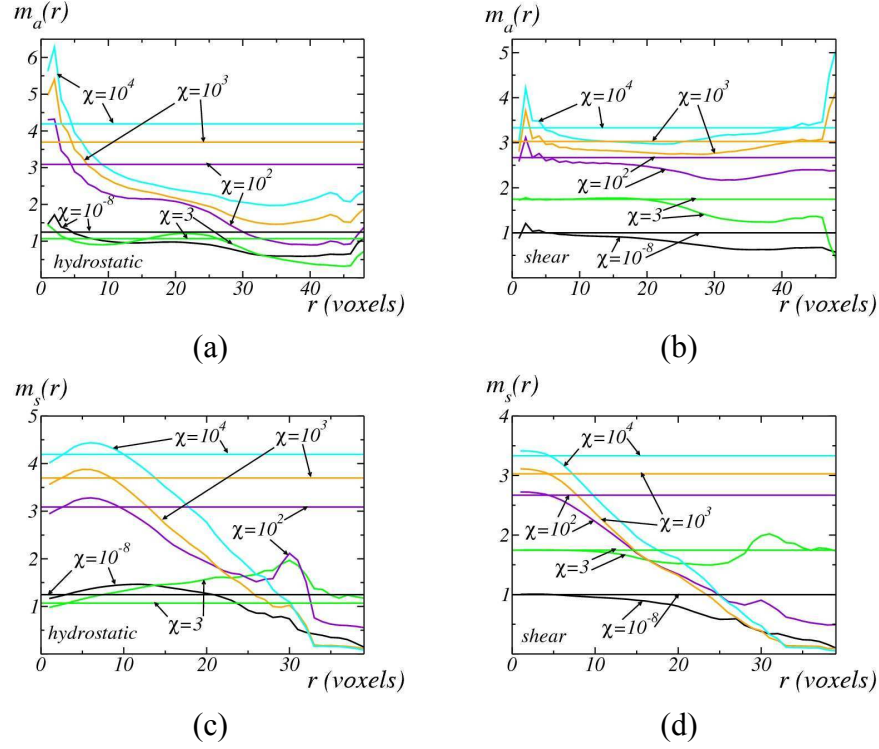 m_a(r)
6
5
4
3
2
1
χ=10^4
χ=10^3
χ=10^2
χ=10^-8
χ=3
hydrostatic
0 10 20 30 40
r (voxels)
(a)
m_a(r)
5
4
3
2
1
0
χ=10^4
χ=10^3
χ=10^2
χ=3
χ=10^-8
shear
0 10 20 30 40
r (voxels)
(b)
m_s(r)
5
4
3
2
1
χ=10^4
χ=10^3
χ=10^2
χ=10^-8
χ=3
hydrostatic
0 10 20 30
r (voxels)
(c)
m_s(r)
4
3
2
1
0
χ=10^4
χ=10^3
χ=10^2
χ=3
χ=10^-8
shear
0 10 20 30
r (voxels)
(d)